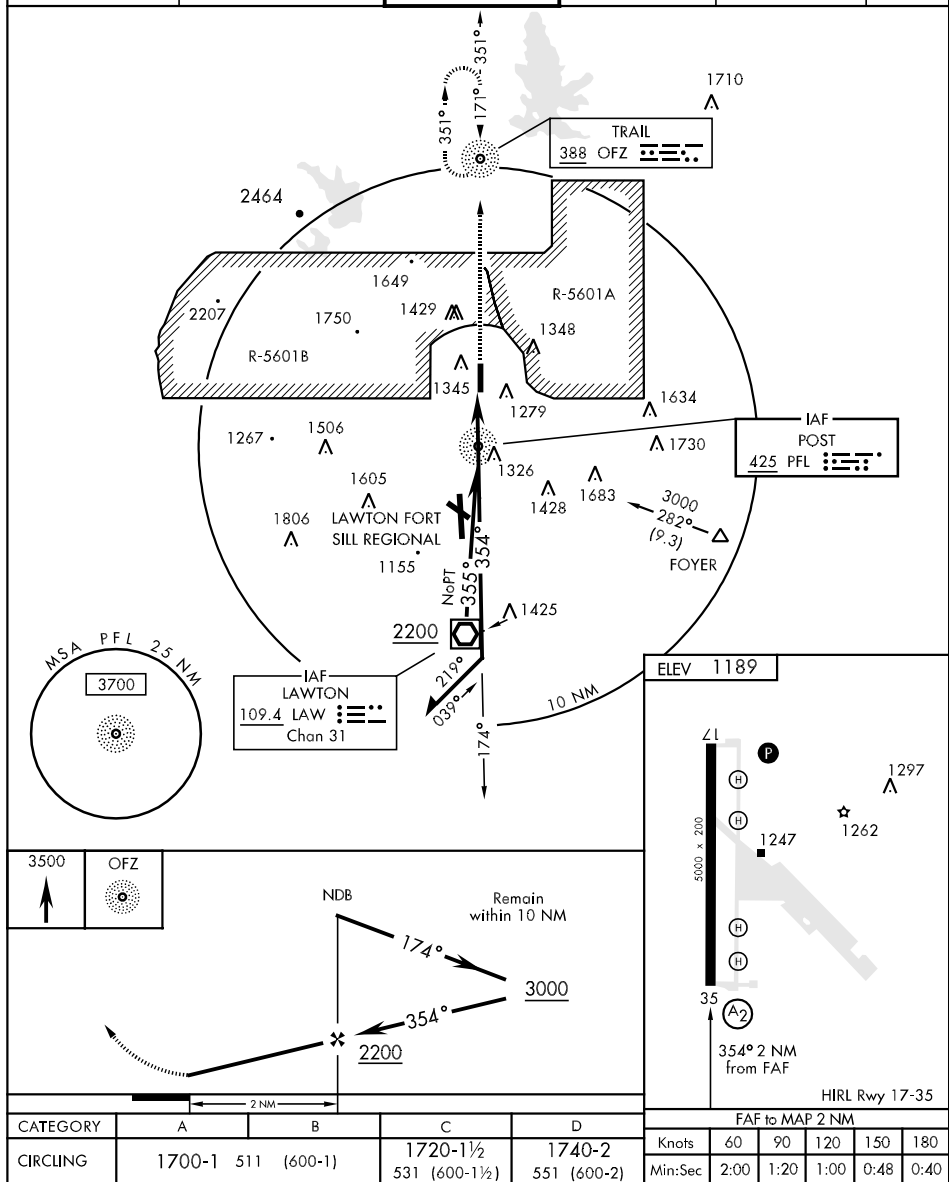 351°
351°
171°
1710
TRAIL
388 OFZ
2464
1649
2207
1750
1429
R-5601A
1348
R-5601B
1345
1279
1634
IAF
POST
425 PFL
1267
1506
1326
1730
1605
1428
1683
3000
282°
(9.3)
FOYER
1806
LAWTON FORT
SILL REGIONAL
1155
NoPT
355°
354°
1425
2200
219°
039°
174°
10 NM
MSA PFL 25 NM
3700
IAF
LAWTON
109.4 LAW
Chan 31
ELEV 1189
17
P
H
H
1297
1262
1247
5000 x 200
H
H
35
A2
354° 2 NM
from FAF
HIRL Rwy 17-35
3500
OFZ
NDB
Remain
within 10 NM
174°
3000
354°
2200
2 NM
CATEGORY A B C D
CIRCLING 1700-1 511 (600-1) 1720-1½ 531 (600-1½) 1740-2 551 (600-2)
FAF to MAP 2 NM
Knots 60 90 120 150 180
Min:Sec 2:00 1:20 1:00 0:48 0:40